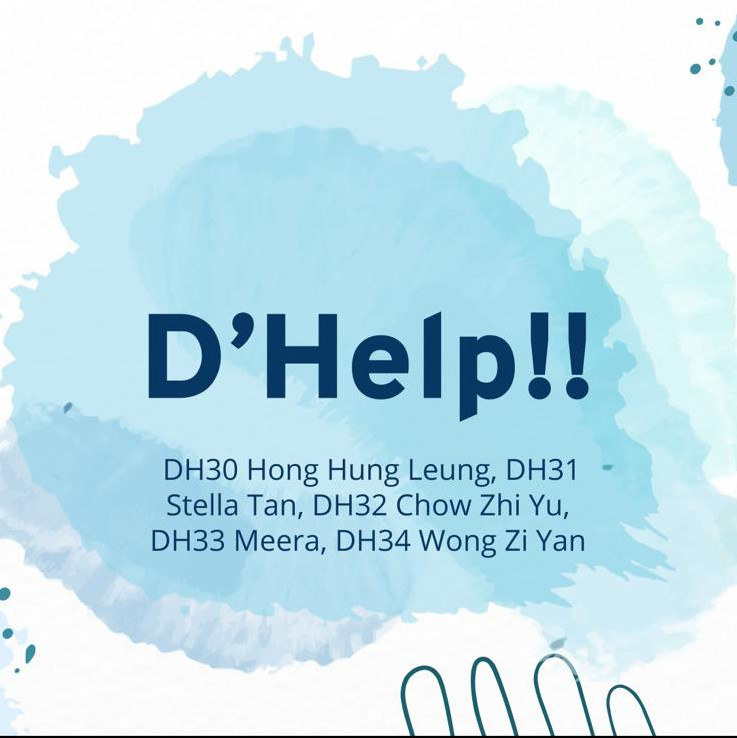 D’Help!!
DH30 Hong Hung Leung, DH31
Stella Tan, DH32 Chow Zhi Yu,
DH33 Meera, DH34 Wong Zi Yan